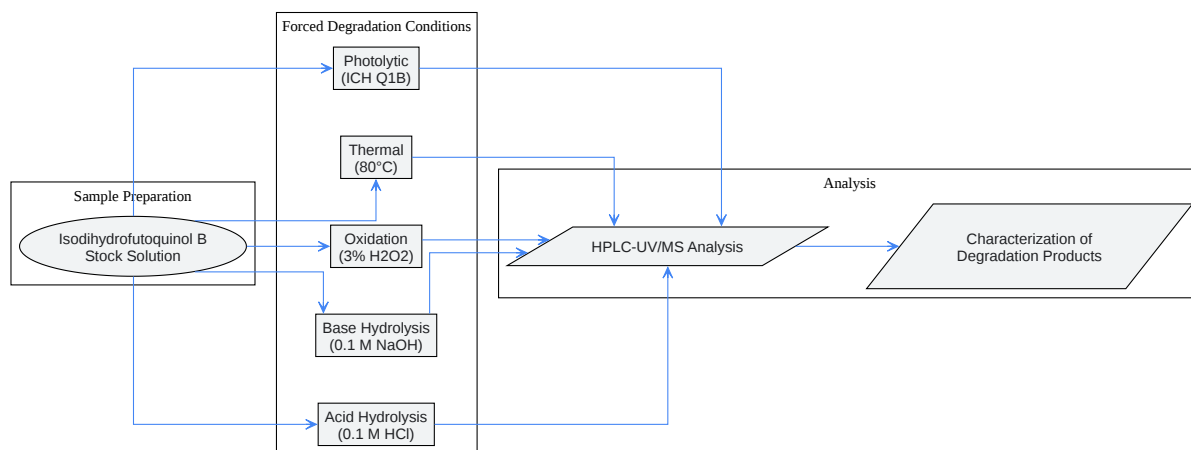 Forced Degradation Conditions
Photolytic
(ICH Q1B)
Thermal
(80°C)
Sample Preparation
Isodihydrofutoquinol B
Stock Solution
Oxidation
(3% H2O2)
Base Hydrolysis
(0.1 M NaOH)
Acid Hydrolysis
(0.1 M HCl)
Analysis
HPLC-UV/MS Analysis
Characterization of
Degradation Products